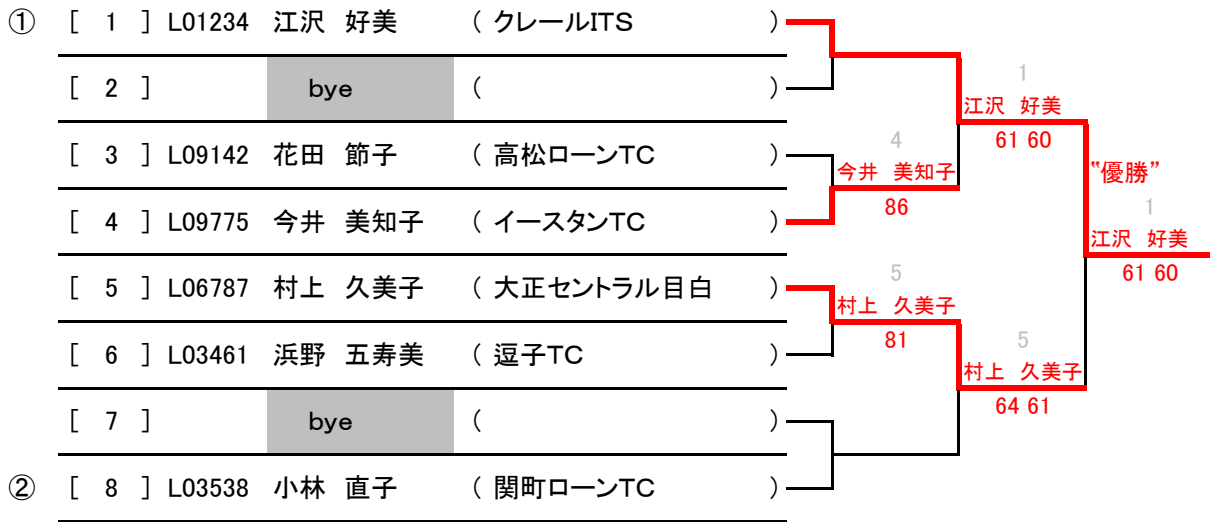 ① [ 1 ] L01234 江沢 好美 ( クレールITS )
[ 2 ] bye ( )
1
江沢 好美
61 60
[ 3 ] L09142 花田 節子 ( 高松ローンTC )
4
今井 美知子
86
"優勝"
[ 4 ] L09775 今井 美知子 ( イースタンTC )
1
江沢 好美
61 60
[ 5 ] L06787 村上 久美子 ( 大正セントラル目白 )
5
村上 久美子
81
[ 6 ] L03461 浜野 五寿美 ( 逗子TC )
5
村上 久美子
64 61
[ 7 ] bye ( )
② [ 8 ] L03538 小林 直子 ( 関町ローンTC )